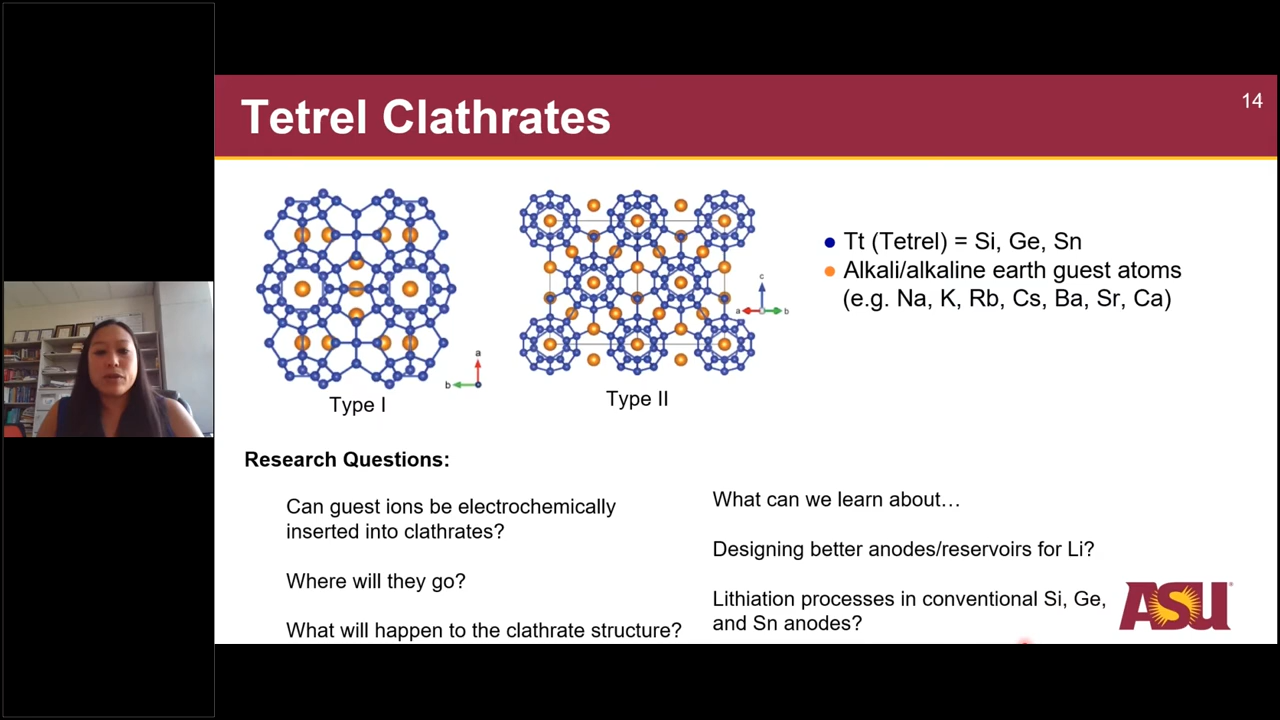 Tetrel Clathrates
14
Tt (Tetrel) = Si, Ge, Sn
Alkali/alkaline earth guest atoms
(e.g. Na, K, Rb, Cs, Ba, Sr, Ca)
a
b
Type I
c
a
b
Type II
Research Questions:
Can guest ions be electrochemically
inserted into clathrates?
Where will they go?
What will happen to the clathrate structure?
What can we learn about…
Designing better anodes/reservoirs for Li?
Lithiation processes in conventional Si, Ge,
and Sn anodes?
ASU